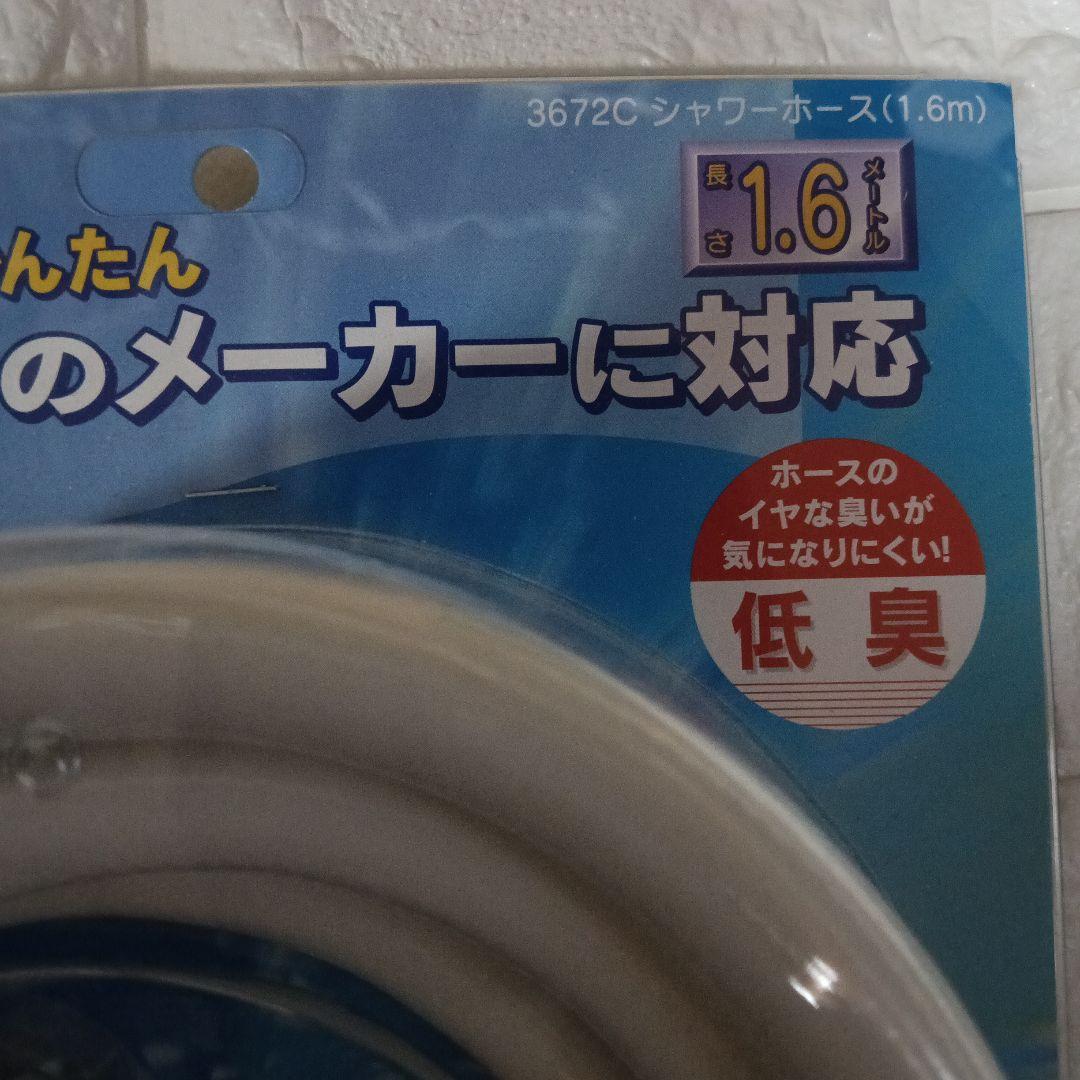 3672C シャワーホース(1.6m)
長さ 1.6 メートル
んたん
のメーカーに対応
ホースの
イヤな臭いが
気になりにくい!
低臭